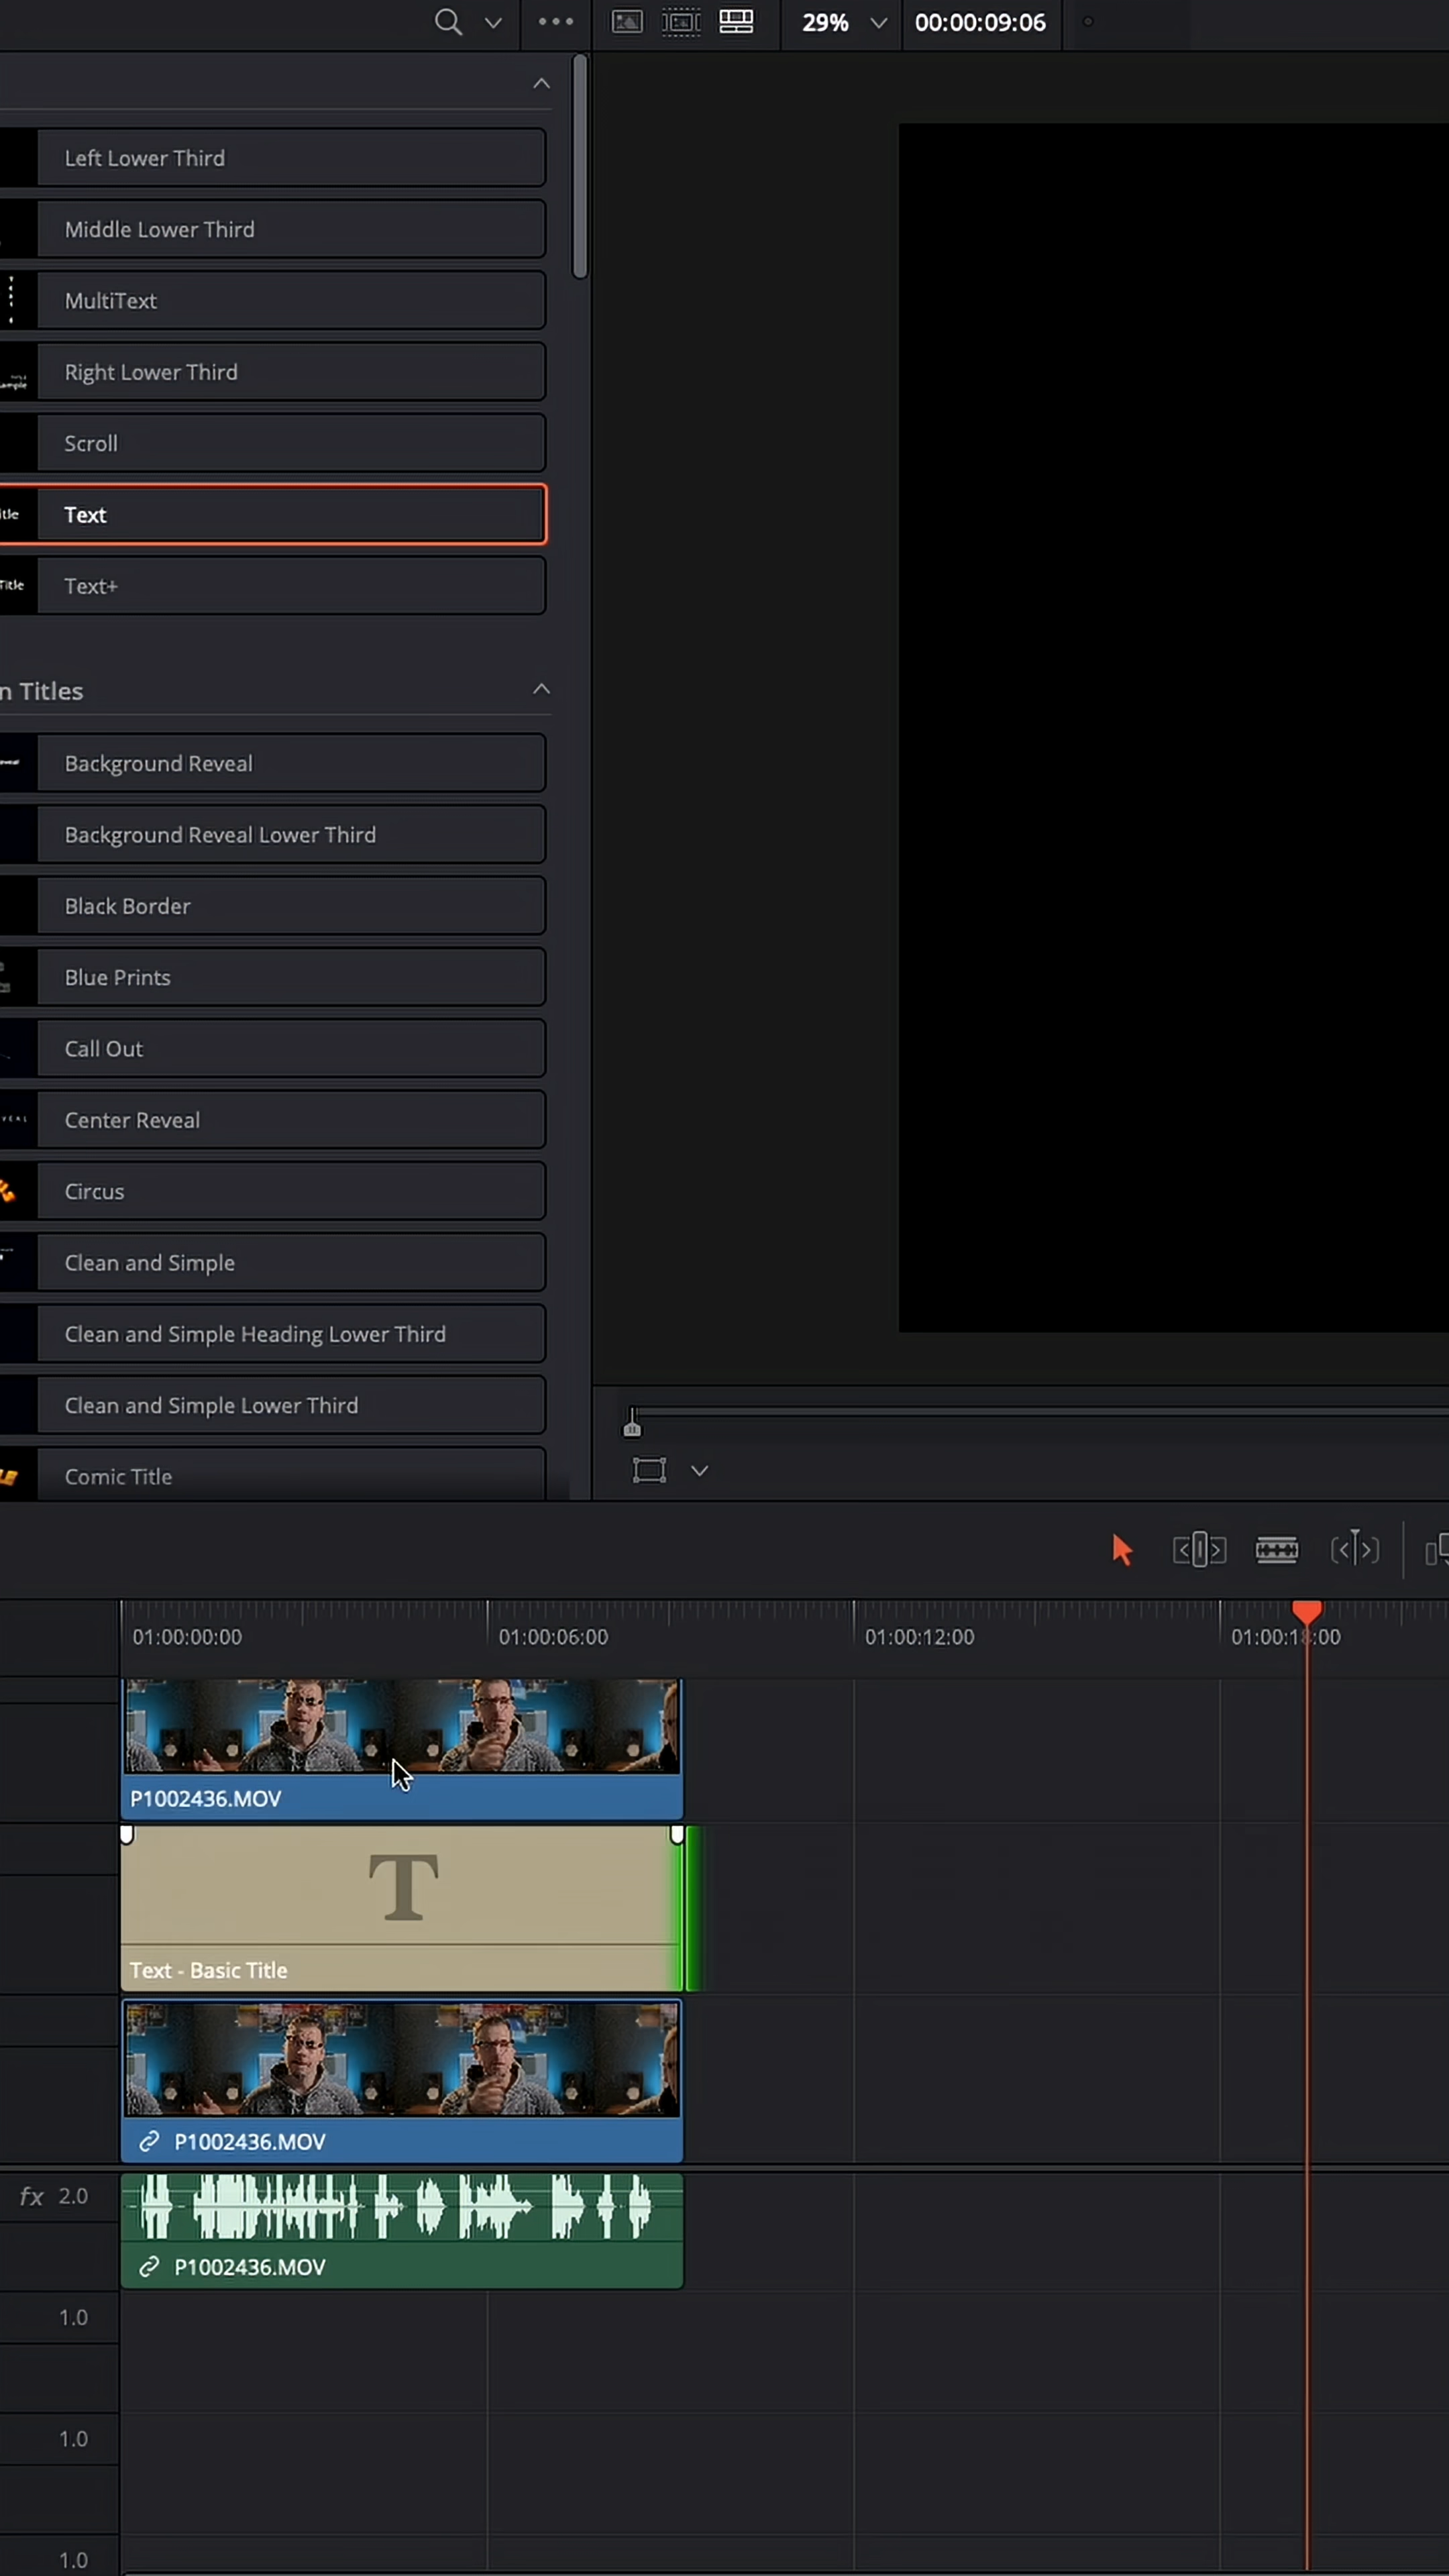 29%
00:00:09:06
Left Lower Third
Middle Lower Third
MultiText
Right Lower Third
Scroll
Text
Text+
n Titles
Background Reveal
Background Reveal Lower Third
Black Border
Blue Prints
Call Out
Center Reveal
Circus
Clean and Simple
Clean and Simple Heading Lower Third
Clean and Simple Lower Third
Comic Title
01:00:00:00
01:00:06:00
01:00:12:00
01:00:18:00
P1002436.MOV
T
Text - Basic Title
P1002436.MOV
fx 2.0
P1002436.MOV
1.0
1.0
1.0